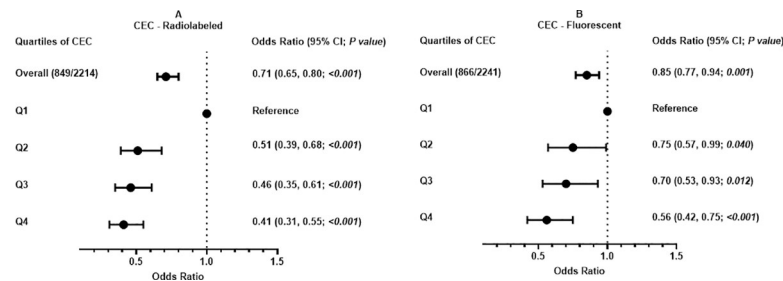 A
CEC - Radiolabeled
Quartiles of CEC Odds Ratio (95% CI; P value)
Overall (849/2214) 0.71 (0.65, 0.80; <0.001)
Q1 Reference
Q2 0.51 (0.39, 0.68; <0.001)
Q3 0.46 (0.35, 0.61; <0.001)
Q4 0.41 (0.31, 0.55; <0.001)
0.5 1.0 1.5
Odds Ratio
B
CEC - Fluorescent
Quartiles of CEC Odds Ratio (95% CI; P value)
Overall (866/2241) 0.85 (0.77, 0.94; 0.001)
Q1 Reference
Q2 0.75 (0.57, 0.99; 0.040)
Q3 0.70 (0.53, 0.93; 0.012)
Q4 0.56 (0.42, 0.75; <0.001)
0.5 1.0 1.5
Odds Ratio